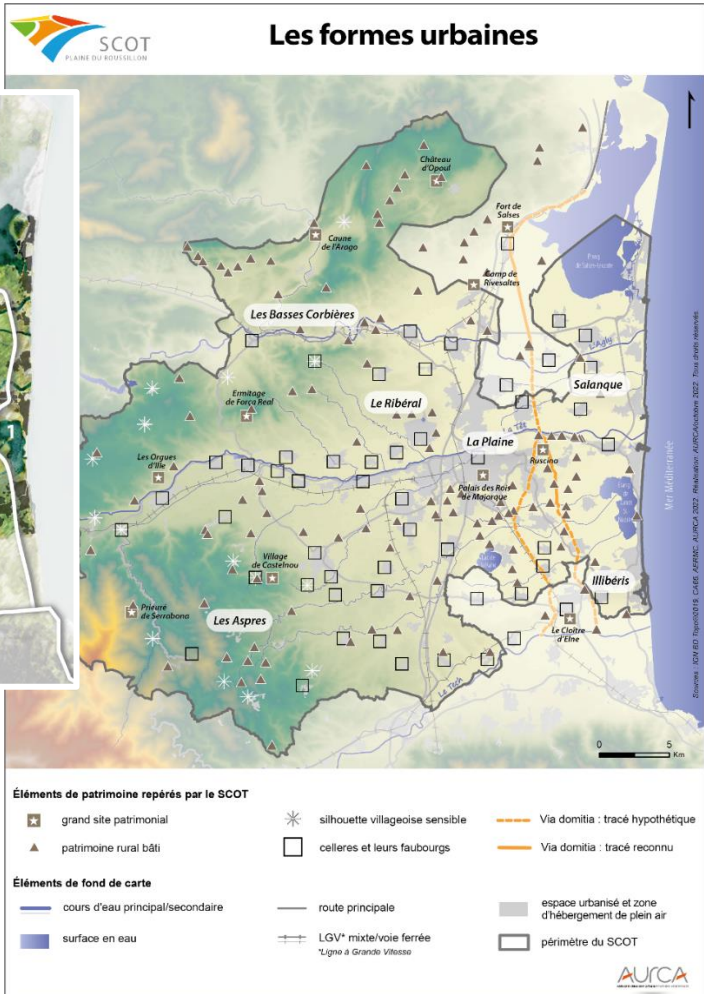 SCOT
PLAINE DU ROUSSILLON
Les formes urbaines
Château
d'Opoul
Fort de
Salses
Caune
de l'Arago
Camp de
Rivesaltes
Les Basses Corbières
L'Agly
Salanque
Ermitage
de Força Real
Le Ribéral
La Têt
La Plaine
Les Orgues
d'Ille
Ruscino
Palais des Rois
de Majorque
Mer Méditerranée
1
Village
de Castelnou
Illibéris
Prieuré
de Serrabona
Les Aspres
Le Cloître
d'Elne
Le Tech
0 5
Km
Éléments de patrimoine repérés par le SCOT
grand site patrimonial
silhouette villageoise sensible
Via domitia : tracé hypothétique
patrimoine rural bâti
celleres et leurs faubourgs
Via domitia : tracé reconnu
Éléments de fond de carte
cours d'eau principal/secondaire
route principale
espace urbanisé et zone
d'hébergement de plein air
surface en eau
LGV* mixte/voie ferrée
*Ligne à Grande Vitesse
périmètre du SCOT
AURCA